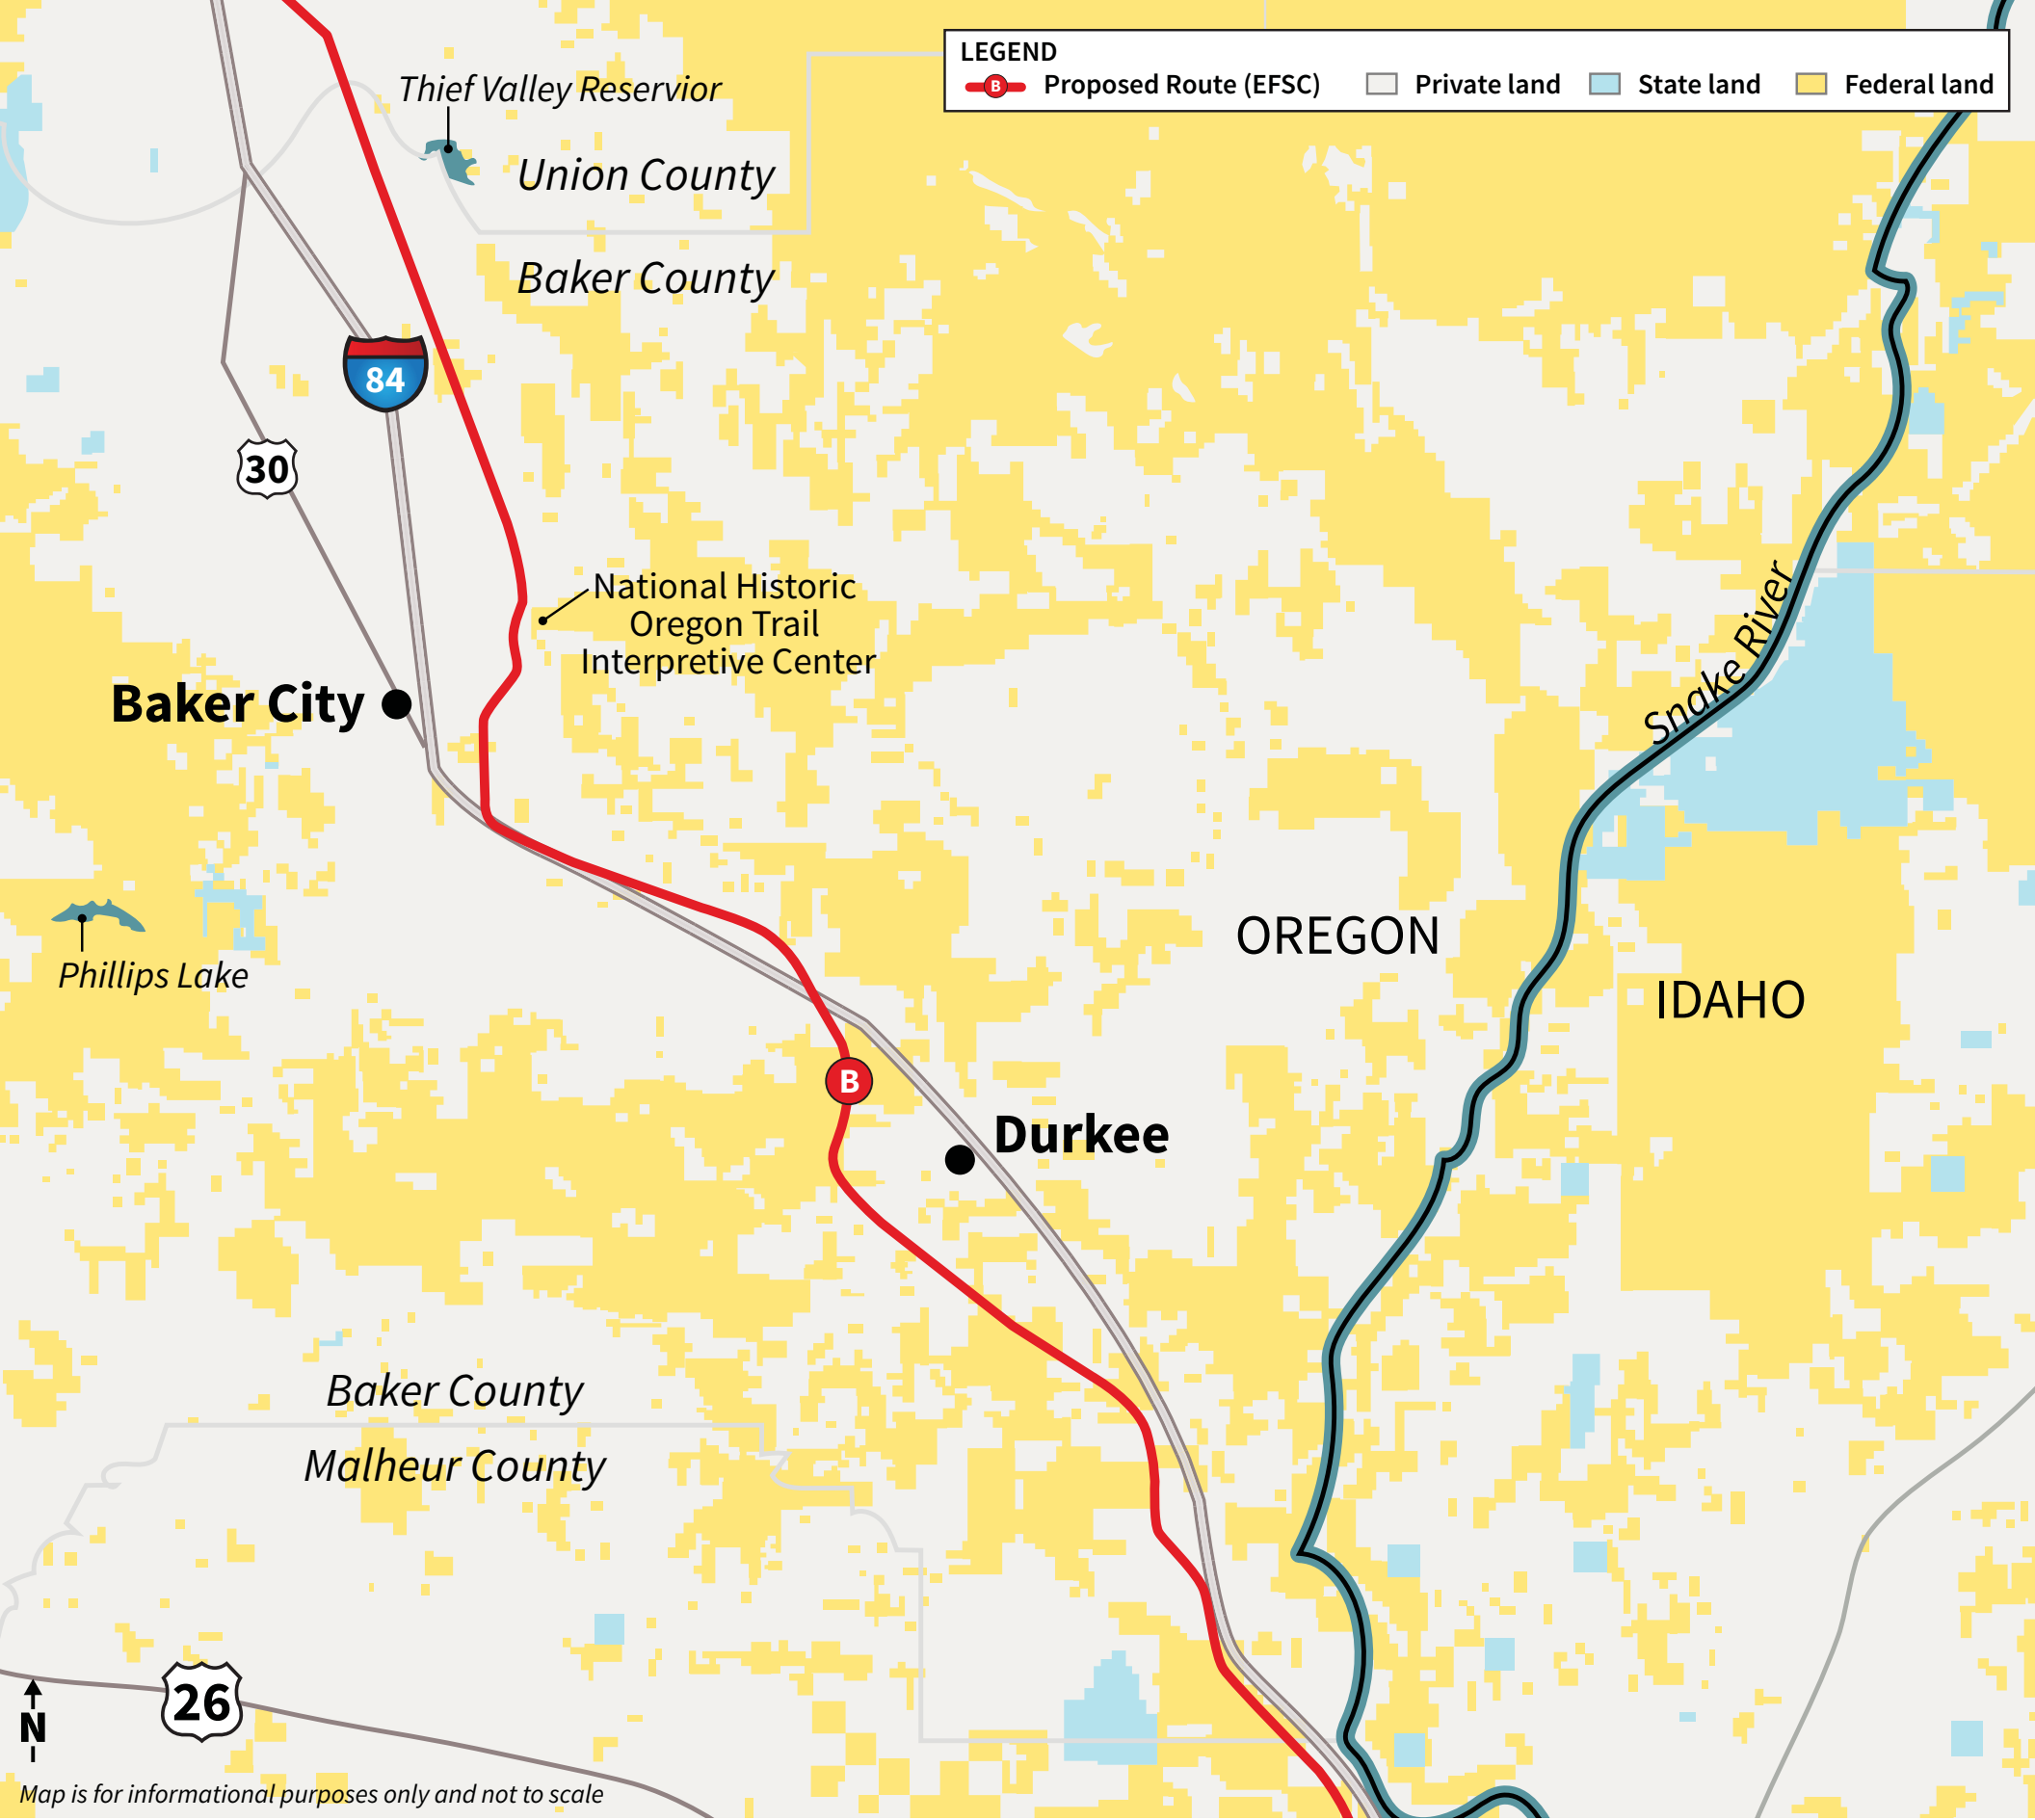 LEGEND
B Proposed Route (EFSC) Private land State land Federal land
Thief Valley Reservior
Union County
Baker County
84
30
National Historic
Oregon Trail
Interpretive Center
Snake River
Baker City
OREGON
Phillips Lake
IDAHO
B
Durkee
Baker County
Malheur County
26
N
Map is for informational purposes only and not to scale